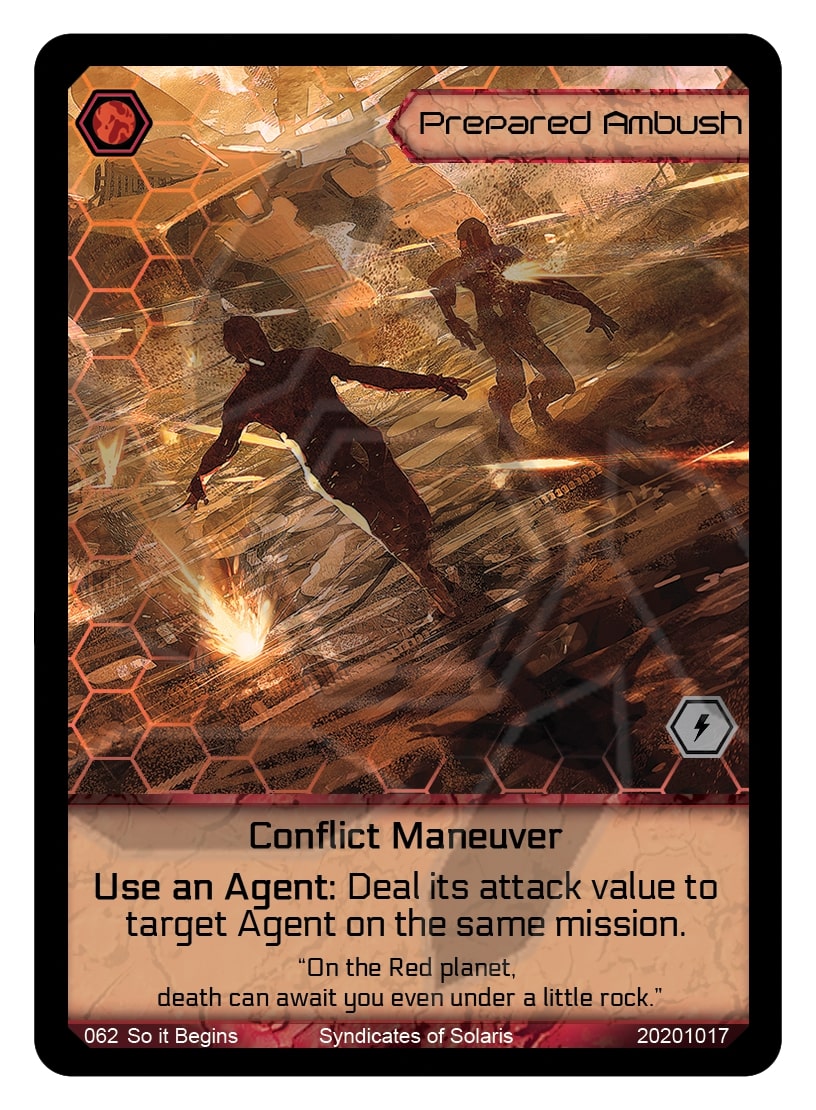 Prepared Ambush
Conflict Maneuver
Use an Agent: Deal its attack value to
target Agent on the same mission.
“On the Red planet,
death can await you even under a little rock.”
062 So it Begins Syndicates of Solaris 20201017